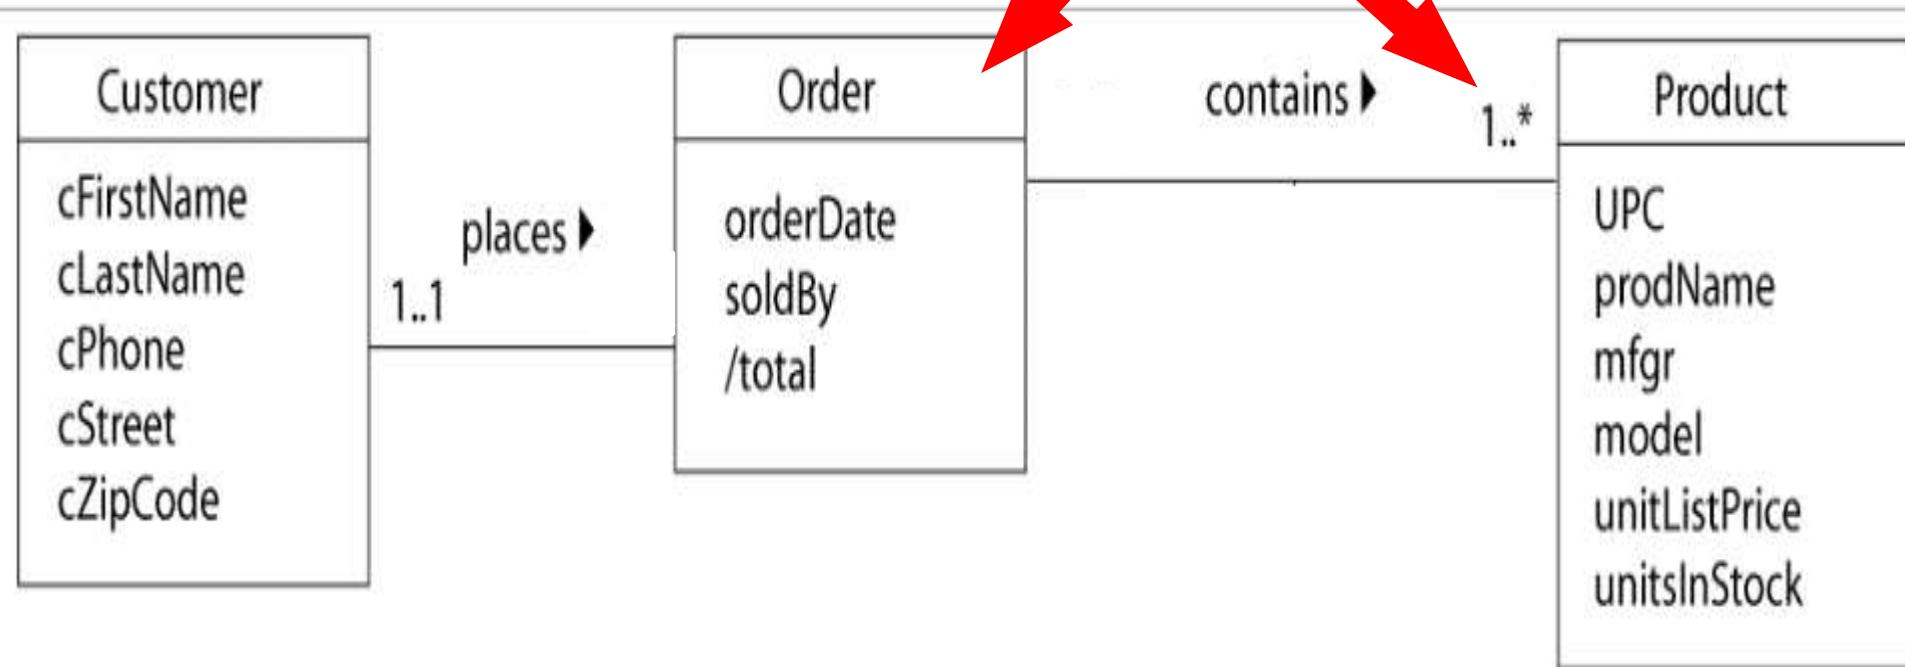 Customer
cFirstName
cLastName
cPhone
cStreet
cZipCode
places
1..1
Order
orderDate
soldBy
/total
contains
1..*
Product
UPC
prodName
mfgr
model
unitListPrice
unitsInStock